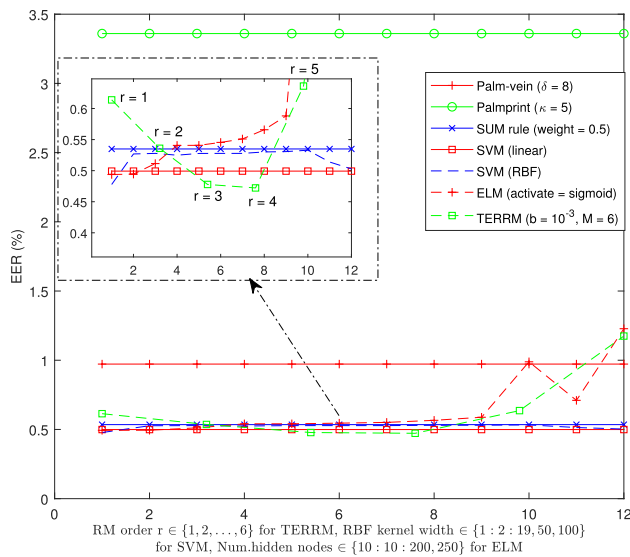 3.5
3
2.5
2
1.5
1
0.5
0
EER (%)
0.6
0.55
0.5
0.45
0.4
2 4 6 8 10 12
r = 1
r = 2
r = 3
r = 4
r = 5
Palm-vein (δ = 8)
Palmprint (κ = 5)
SUM rule (weight = 0.5)
SVM (linear)
SVM (RBF)
ELM (activate = sigmoid)
TERRM (b = 10⁻³, M = 6)
0 2 4 6 8 10 12
RM order r ∈ {1, 2, . . . , 6} for TERRM, RBF kernel width ∈ {1 : 2 : 19, 50, 100}
for SVM, Num.hidden nodes ∈ {10 : 10 : 200, 250} for ELM